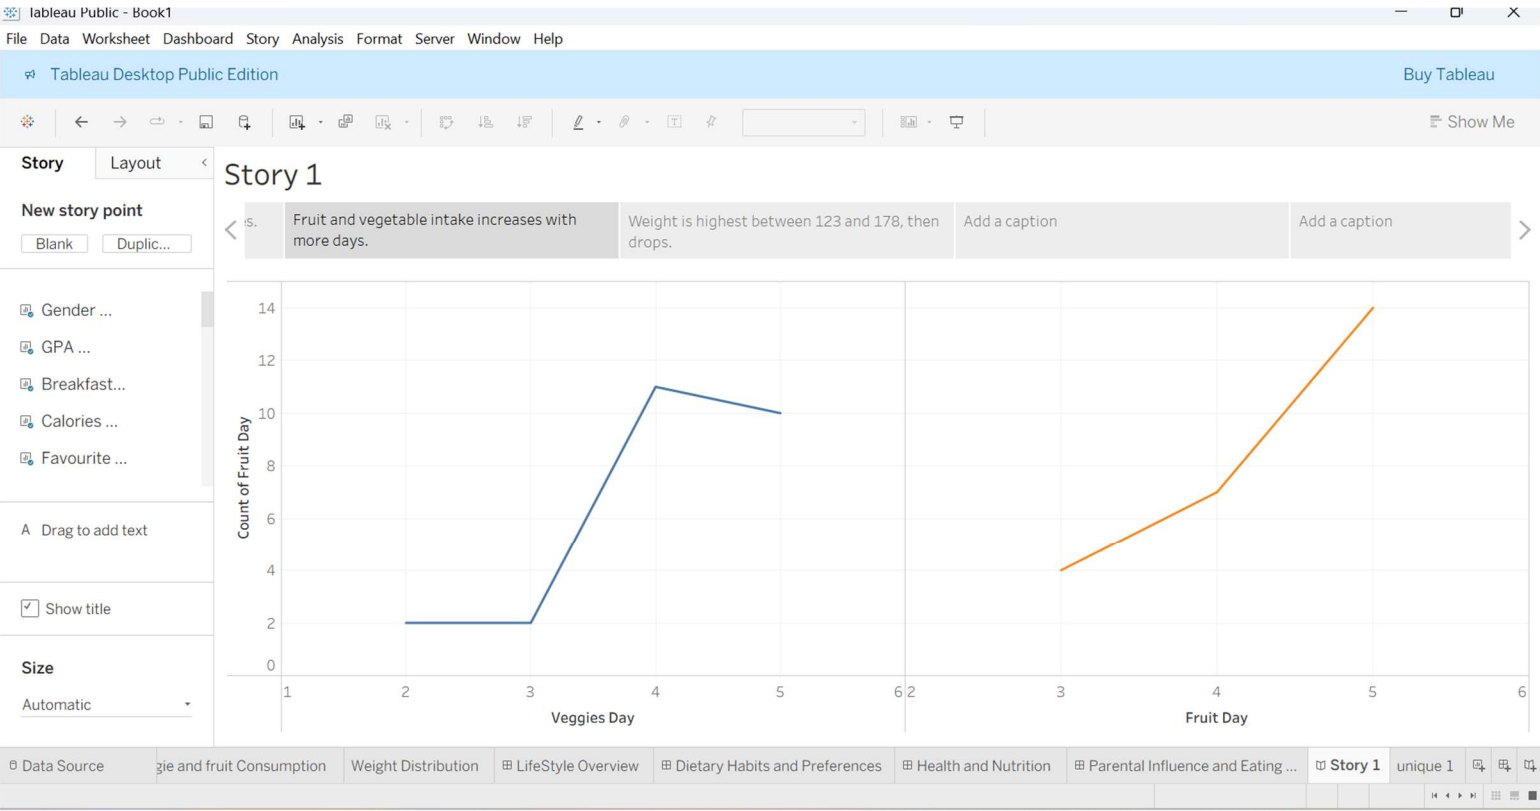 Tableau Public - Book1
File Data Worksheet Dashboard Story Analysis Format Server Window Help
Tableau Desktop Public Edition
Buy Tableau
Show Me
Story
Layout
New story point
Blank
Duplic...
Gender ...
GPA ...
Breakfast...
Calories ...
Favourite ...
A Drag to add text
Show title
Size
Automatic
Story 1
s.
Fruit and vegetable intake increases with
more days.
Weight is highest between 123 and 178, then
drops.
Add a caption
Add a caption
Count of Fruit Day
14
12
10
8
6
4
2
0
1 2 3 4 5 6 2 3 4 5 6
Veggies Day
Fruit Day
Data Source
gie and fruit Consumption
Weight Distribution
LifeStyle Overview
Dietary Habits and Preferences
Health and Nutrition
Parental Influence and Eating ...
Story 1
unique 1